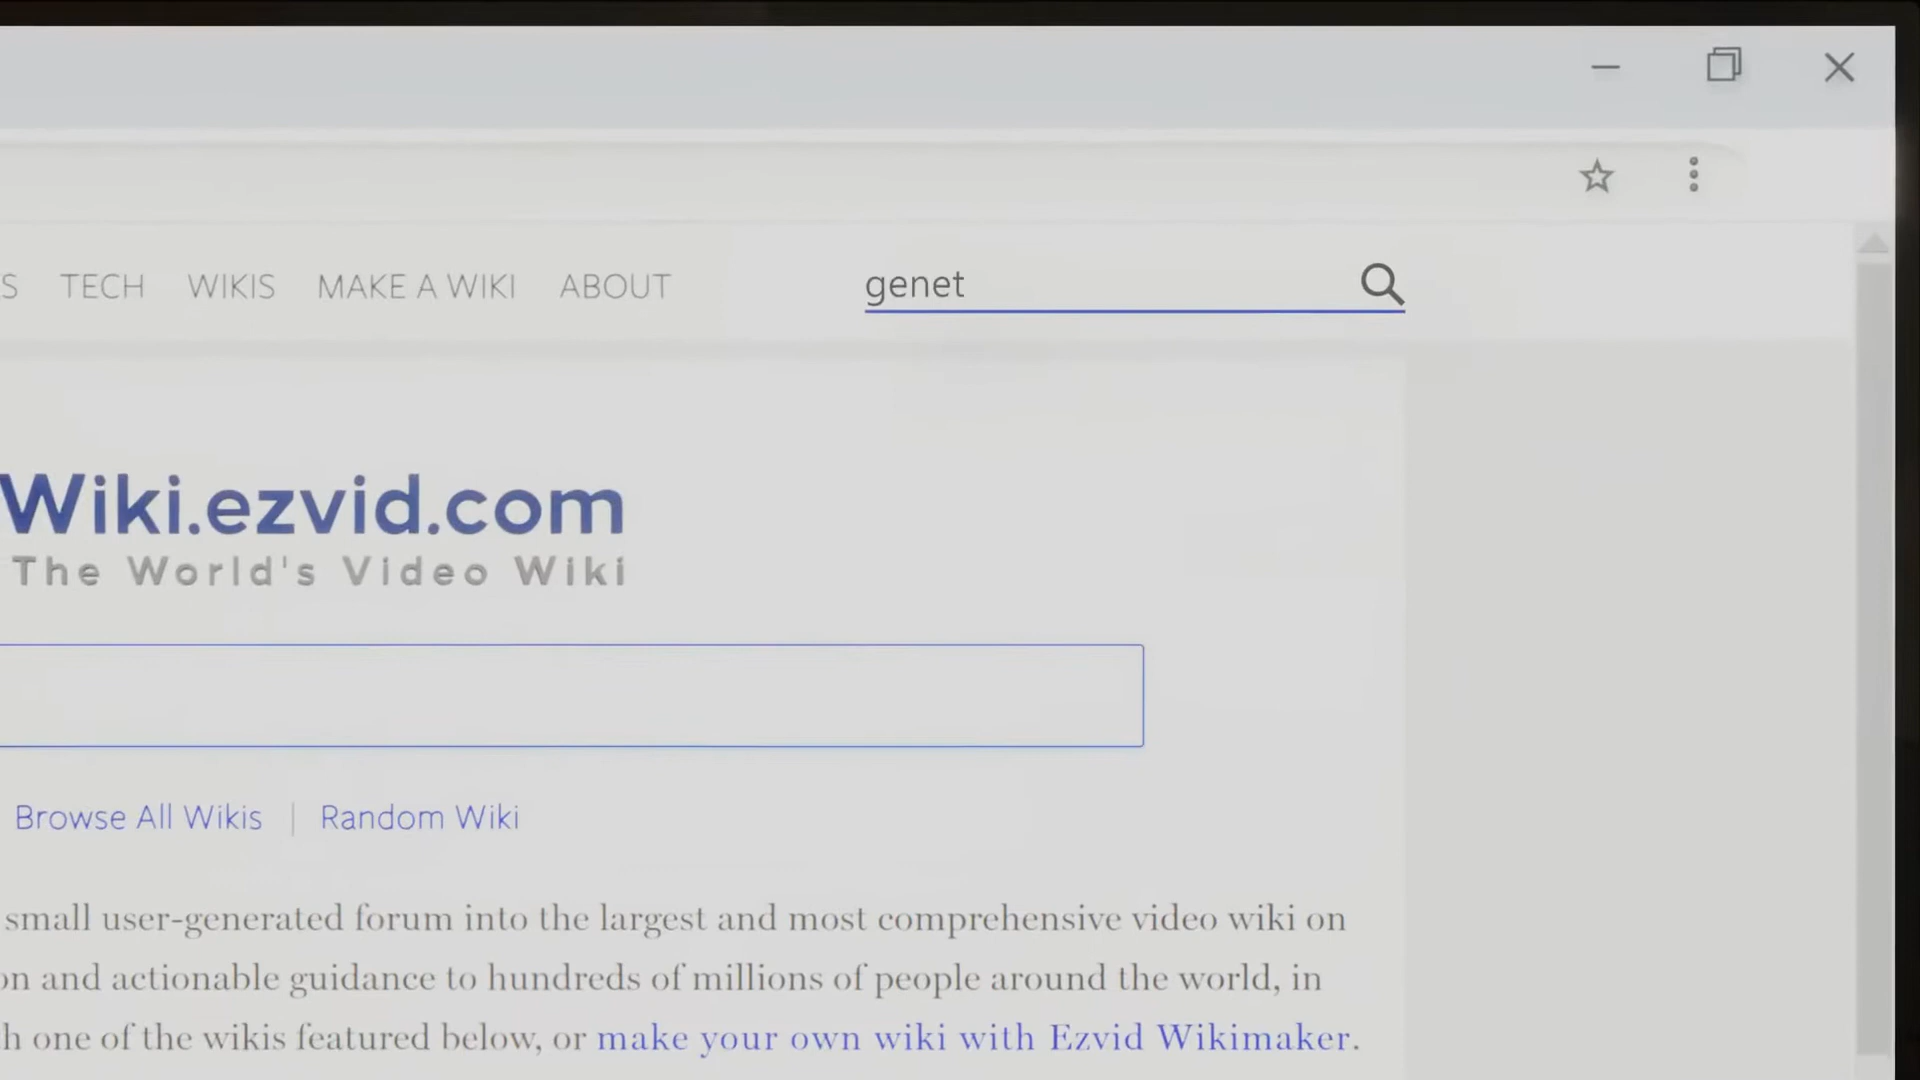 S TECH WIKIS MAKE A WIKI ABOUT genet
Wiki.ezvid.com
The World's Video Wiki
Browse All Wikis | Random Wiki
small user-generated forum into the largest and most comprehensive video wiki on
on and actionable guidance to hundreds of millions of people around the world, in
h one of the wikis featured below, or make your own wiki with Ezvid Wikimaker.